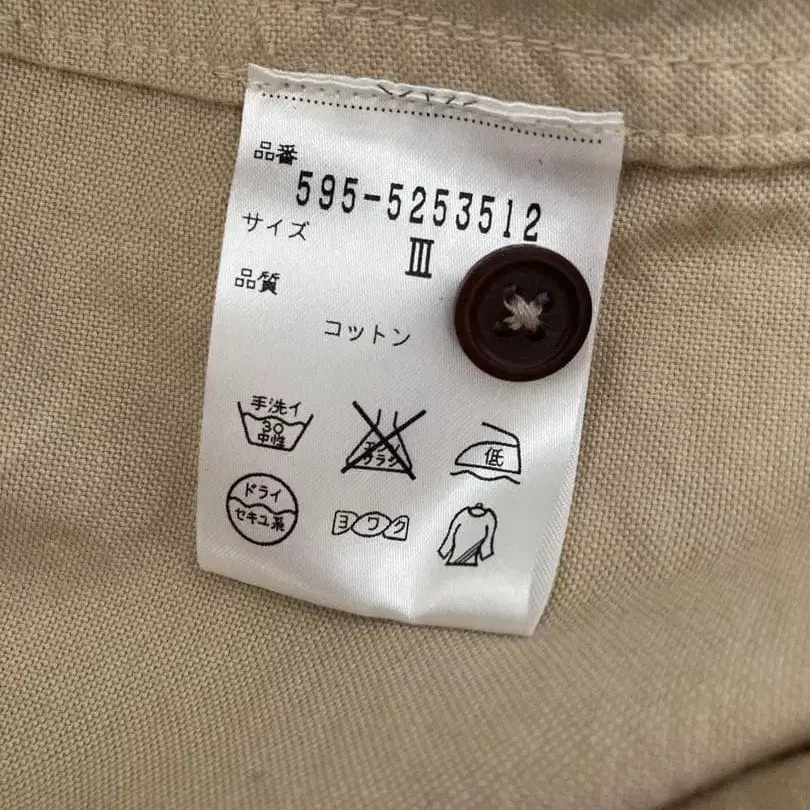 品番
595-5253512
サイズ
III
品質
コットン
手洗イ
30
中性
エンソ
サラシ
低
ドライ
セキユ系
ヨワク